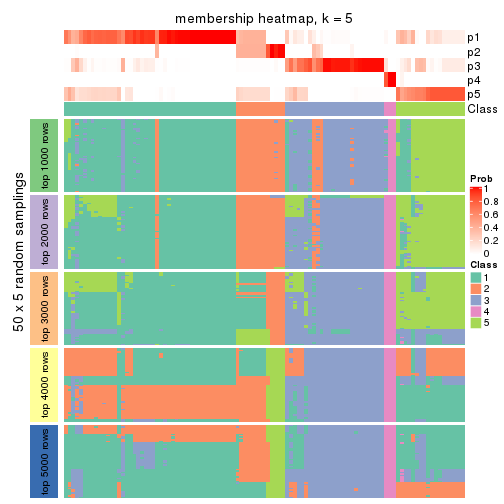 membership heatmap, k = 5
p1
p2
p3
p4
p5
Class
50 x 5 random samplings
top 1000 rows
top 2000 rows
top 3000 rows
top 4000 rows
top 5000 rows
Prob
1
0.8
0.6
0.4
0.2
0
Class
1
2
3
4
5